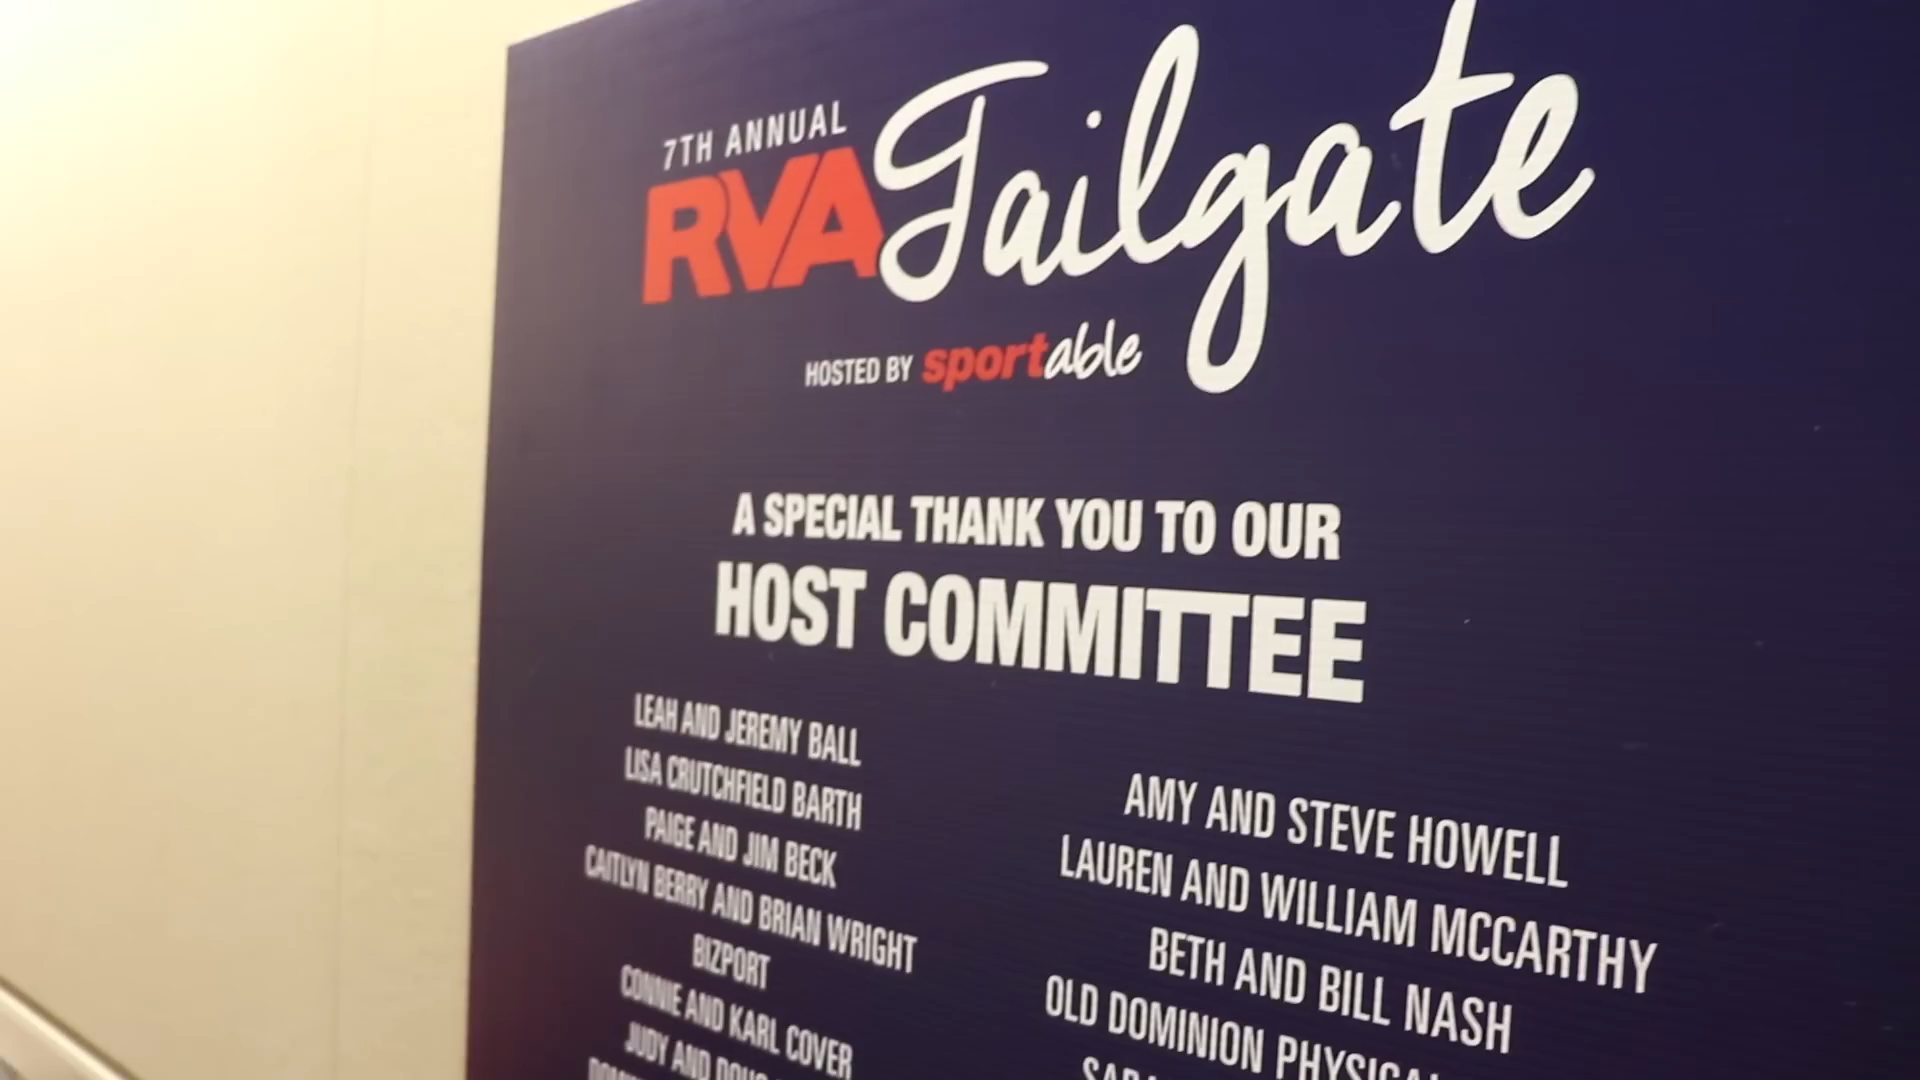 7TH ANNUAL
RVA Tailgate
HOSTED BY sportable
A SPECIAL THANK YOU TO OUR
HOST COMMITTEE
LEAH AND JEREMY BALL
LISA CRUTCHFIELD BARTH
PAIGE AND JIM BECK
CAITLYN BERRY AND BRIAN WRIGHT
BIZPORT
CONNIE AND KARL COVER
JUDY AND
AMY AND STEVE HOWELL
LAUREN AND WILLIAM MCCARTHY
BETH AND BILL NASH
OLD DOMINION